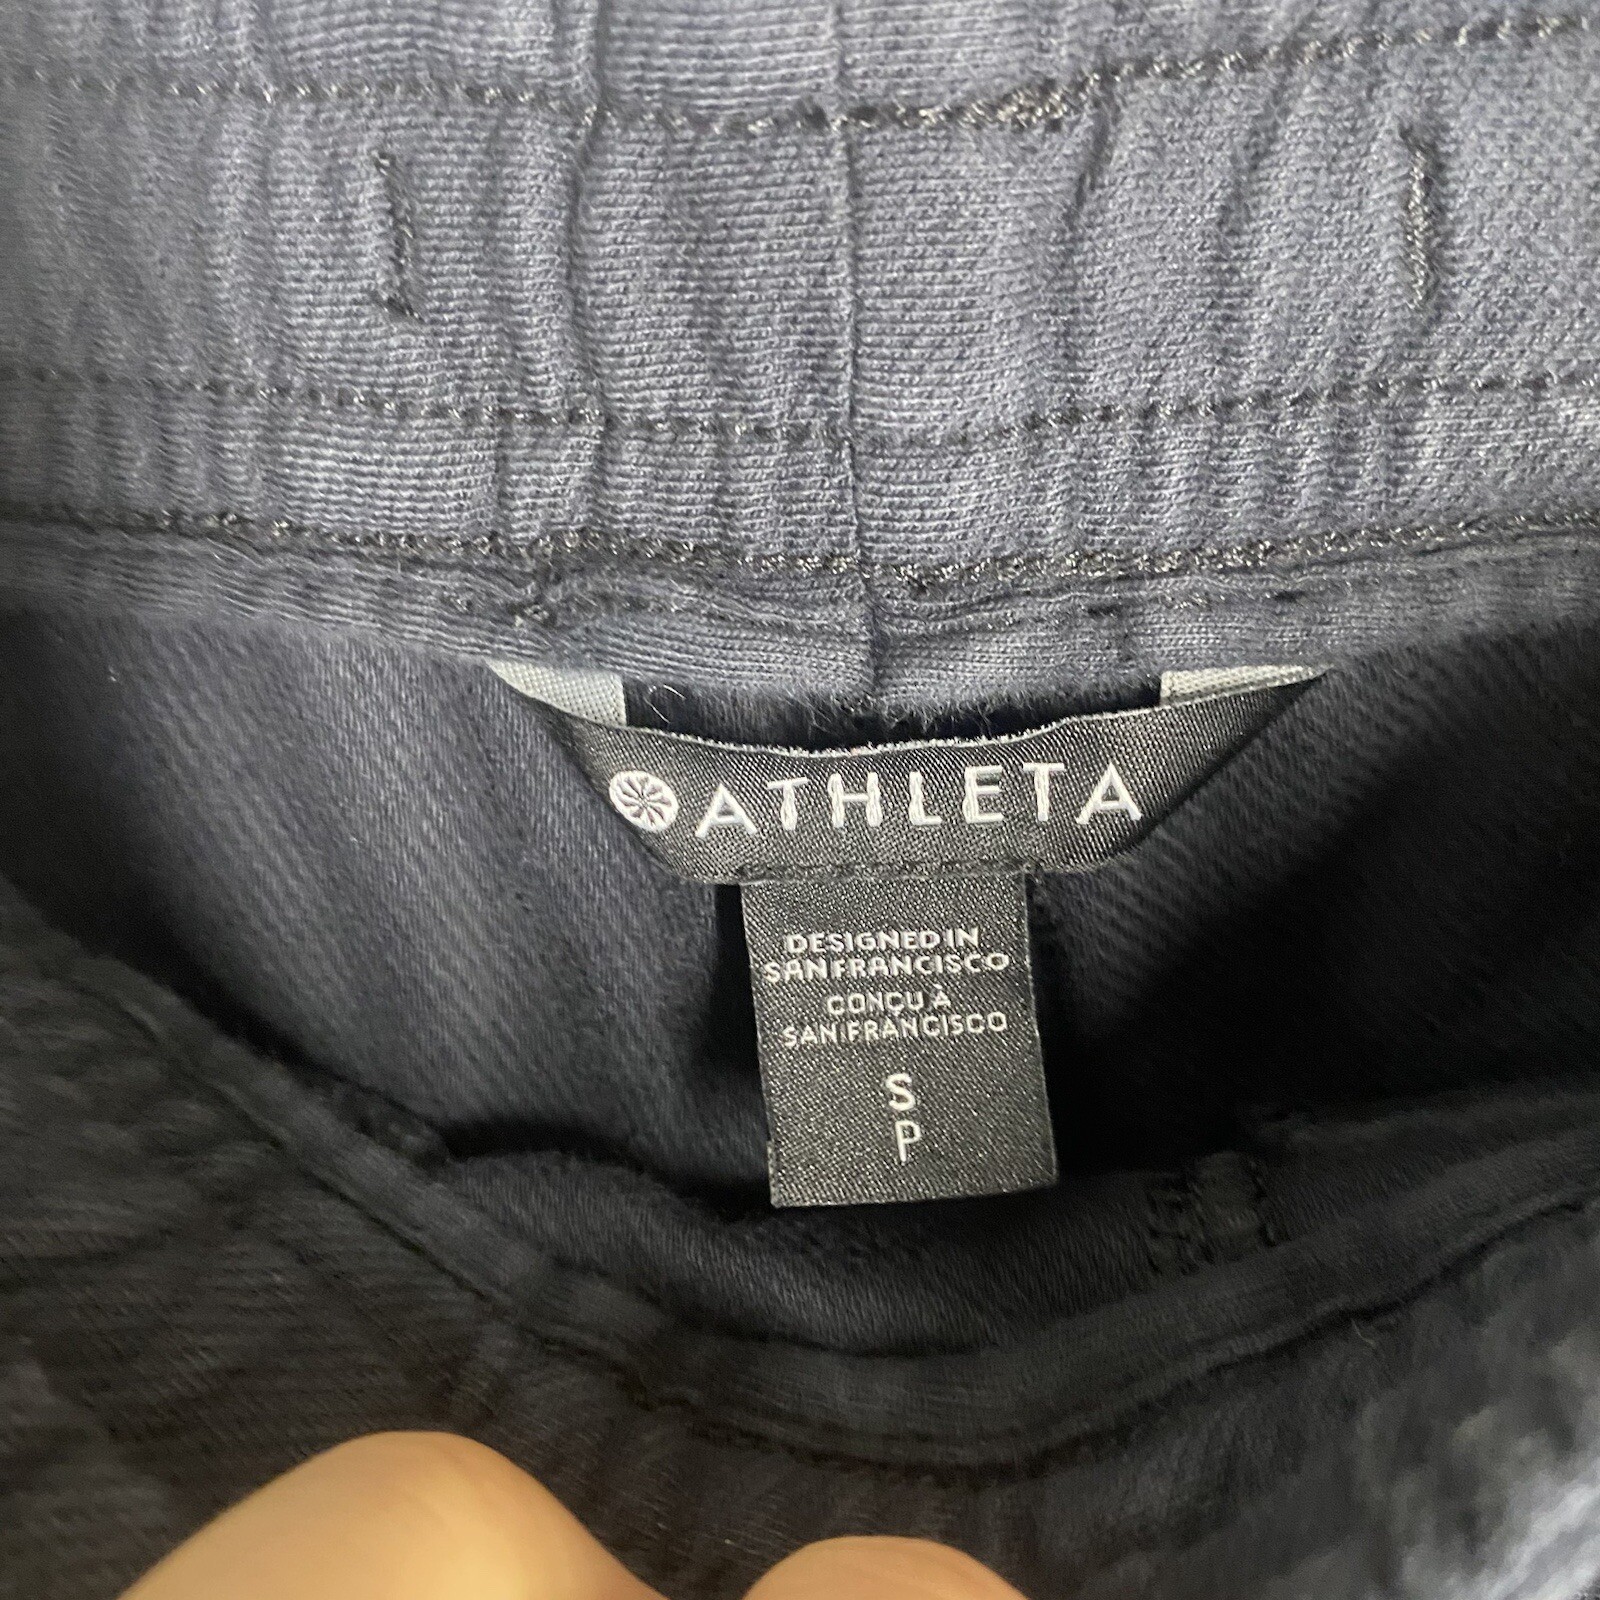 ATHLETA
DESIGNED IN
SAN FRANCISCO
CONÇU À
SAN FRANCISCO
S
P